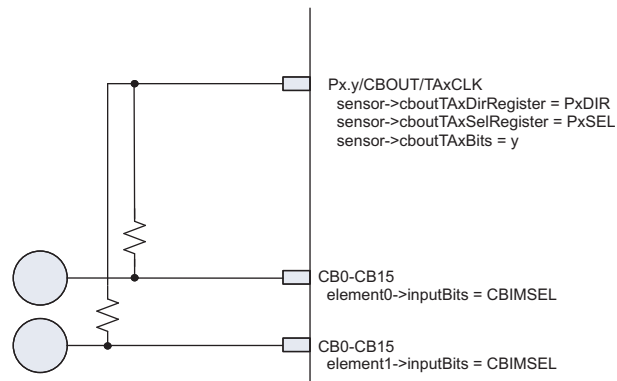 Px.y/CBOUT/TAxCLK
sensor->cboutTAxDirRegister = PxDIR
sensor->cboutTAxSelRegister = PxSEL
sensor->cboutTAxBits = y
CB0-CB15
element0->inputBits = CBIMSEL
CB0-CB15
element1->inputBits = CBIMSEL